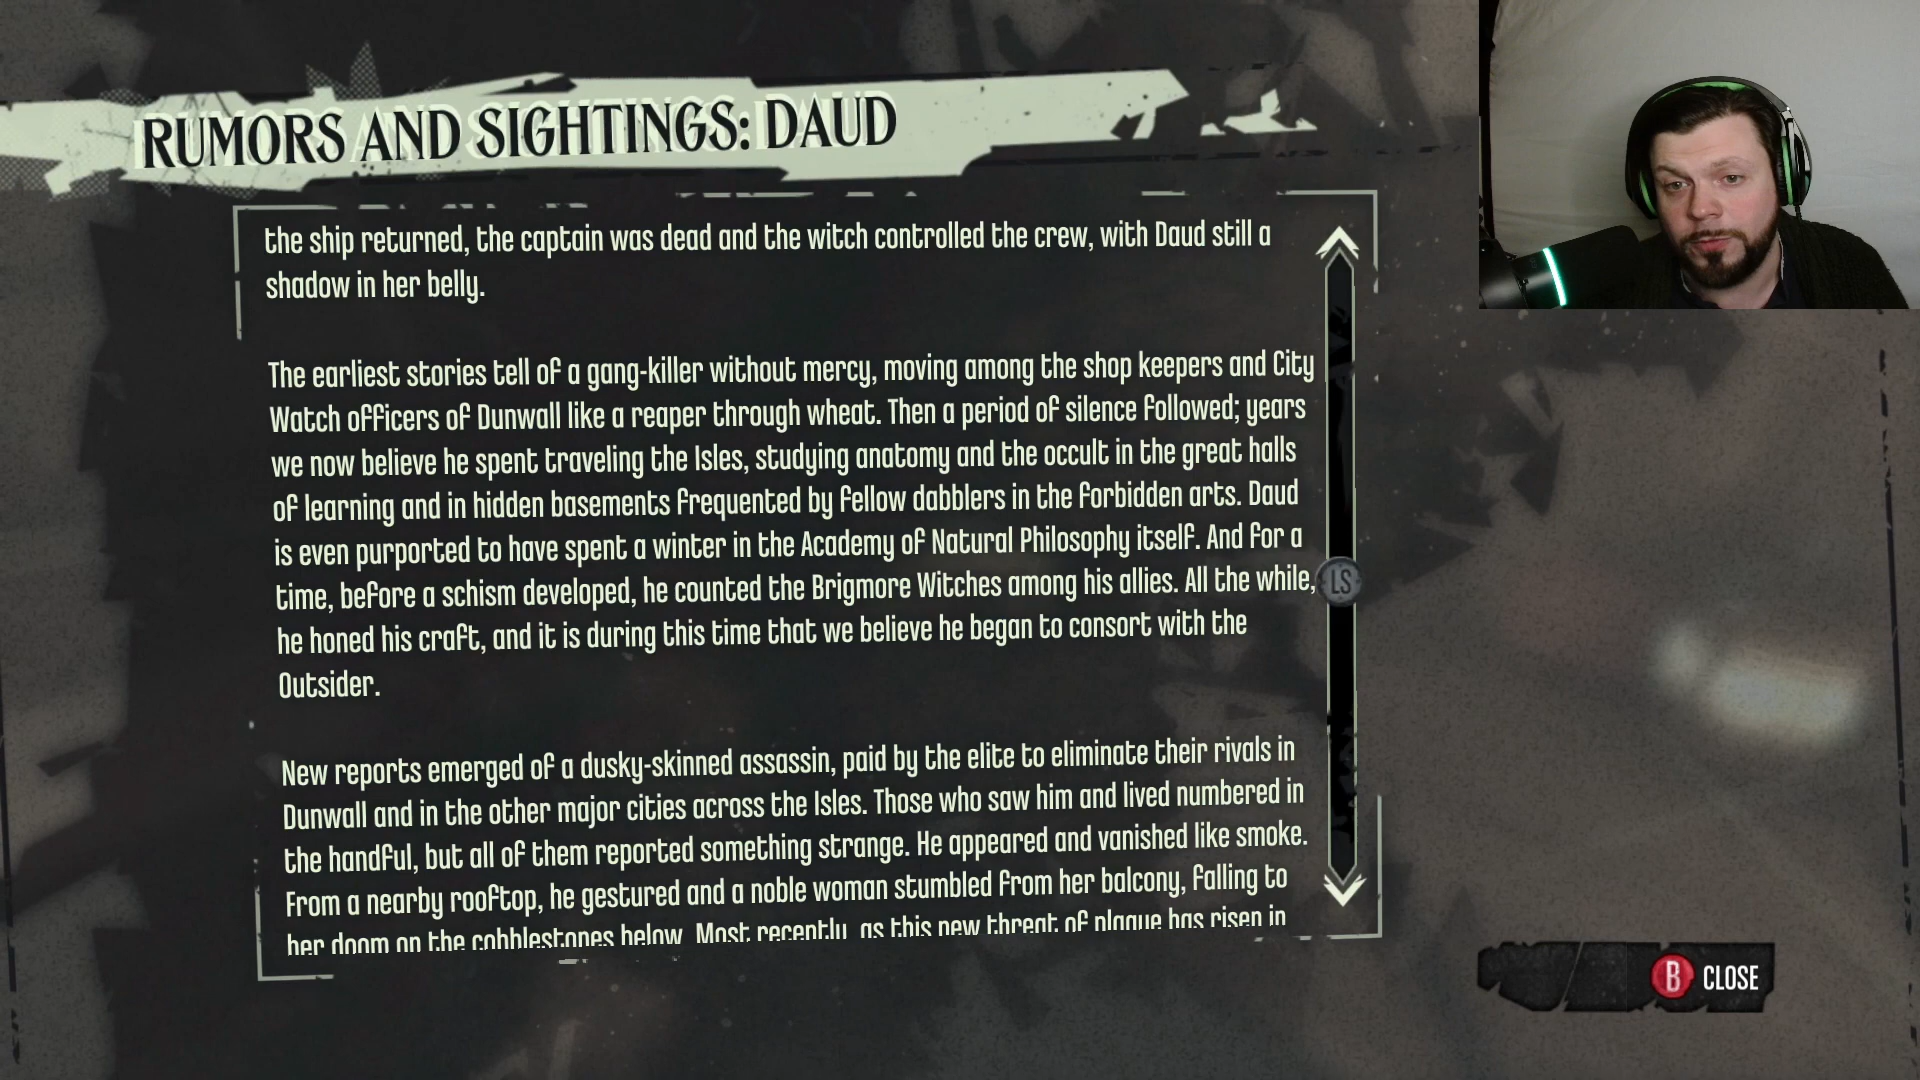 RUMORS AND SIGHTINGS: DAUD
the ship returned, the captain was dead and the witch controlled the crew, with Daud still a
shadow in her belly.
The earliest stories tell of a gang-killer without mercy, moving among the shop keepers and City
Watch officers of Dunwall like a reaper through wheat. Then a period of silence followed; years
we now believe he spent traveling the Isles, studying anatomy and the occult in the great halls
of learning and in hidden basements frequented by fellow dabblers in the forbidden arts. Daud
is even purported to have spent a winter in the Academy of Natural Philosophy itself. And for a
time, before a schism developed, he counted the Brigmore Witches among his allies. All the while,
he honed his craft, and it is during this time that we believe he began to consort with the
Outsider.
New reports emerged of a dusky-skinned assassin, paid by the elite to eliminate their rivals in
Dunwall and in the other major cities across the Isles. Those who saw him and lived numbered in
the handful, but all of them reported something strange. He appeared and vanished like smoke.
From a nearby rooftop, he gestured and a noble woman stumbled from her balcony, falling to
her doom on the cobblestones below. Most recently, as this new threat of plague has risen in
LS
B CLOSE